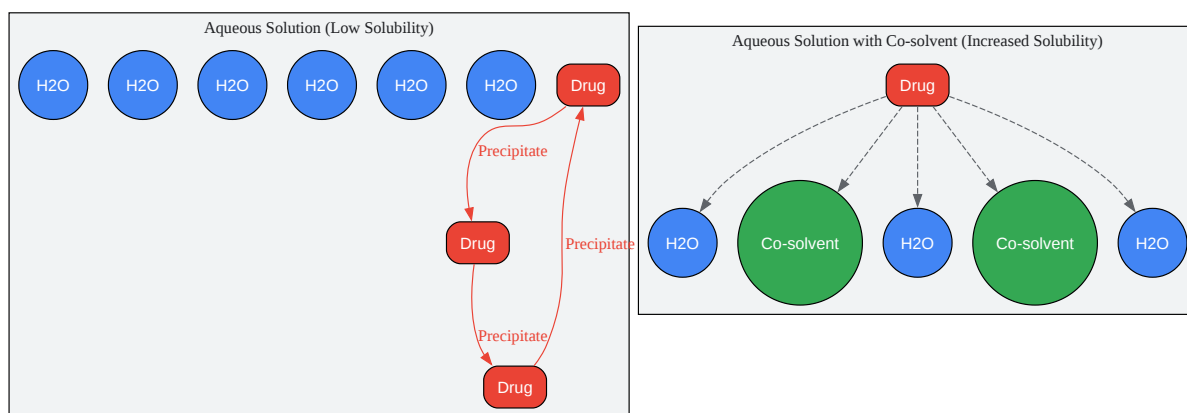 Aqueous Solution (Low Solubility)
H2O
H2O
H2O
H2O
H2O
H2O
Drug
Precipitate
Drug
Precipitate
Precipitate
Drug
Aqueous Solution with Co-solvent (Increased Solubility)
Drug
H2O
Co-solvent
H2O
Co-solvent
H2O